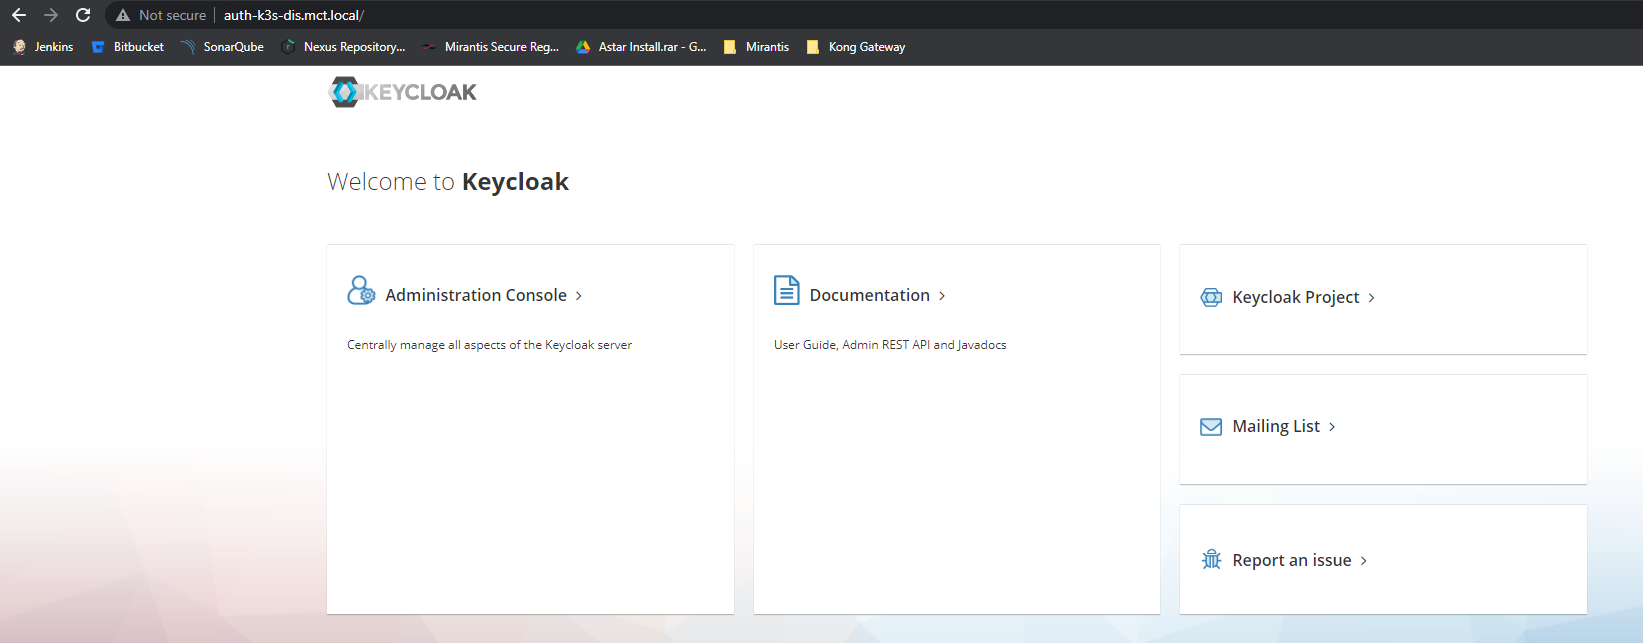 Not secure auth-k3s-dis.mct.local/
Jenkins Bitbucket SonarQube Nexus Repository... Mirantis Secure Reg... Astar Install.rar - G... Mirantis Kong Gateway
KEYCLOAK
Welcome to Keycloak
Administration Console
Centrally manage all aspects of the Keycloak server
Documentation
User Guide, Admin REST API and Javadocs
Keycloak Project
Mailing List
Report an issue